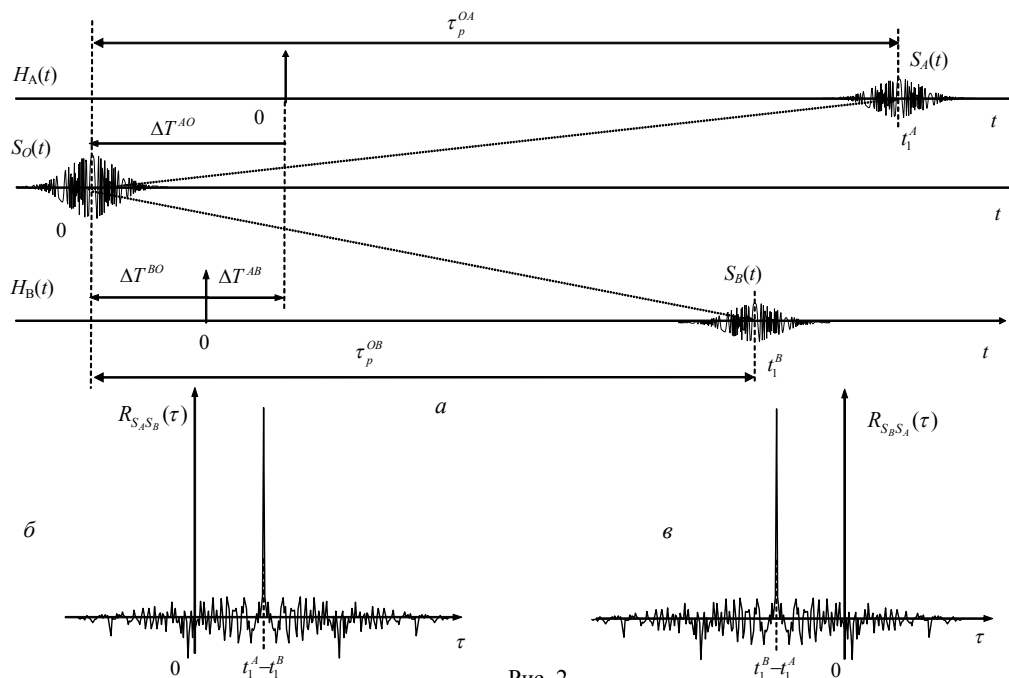 τ_p^{OA}
H_A(t)
S_A(t)
0
t_1^A
t
ΔT^{AO}
S_O(t)
0
t
ΔT^{BO}
ΔT^{AB}
S_B(t)
H_B(t)
0
τ_p^{OB}
t_1^B
t
а
R_{S_A S_B}(τ)
R_{S_B S_A}(τ)
б
в
0
t_1^A–t_1^B
τ
t_1^B–t_1^A
0
τ
Рис. 2